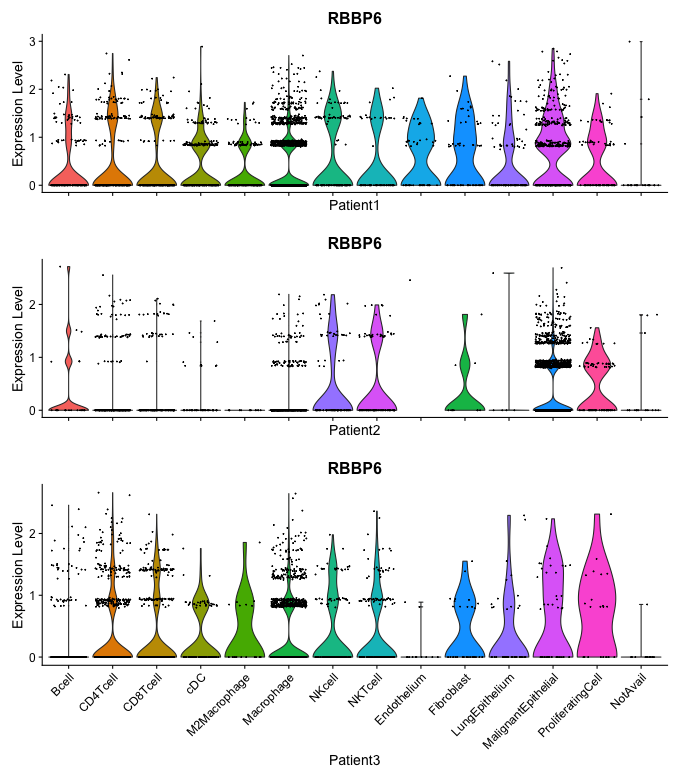 RBBP6
Expression Level
3
2
1
0
Patient1
RBBP6
Expression Level
2
1
0
Patient2
RBBP6
Expression Level
2
1
0
Bcell
CD4Tcell
CD8Tcell
cDC
M2Macrophage
Macrophage
NKcell
NKTcell
Endothelium
Fibroblast
LungEpithelium
MalignantEpithelial
ProliferatingCell
NotAvail
Patient3